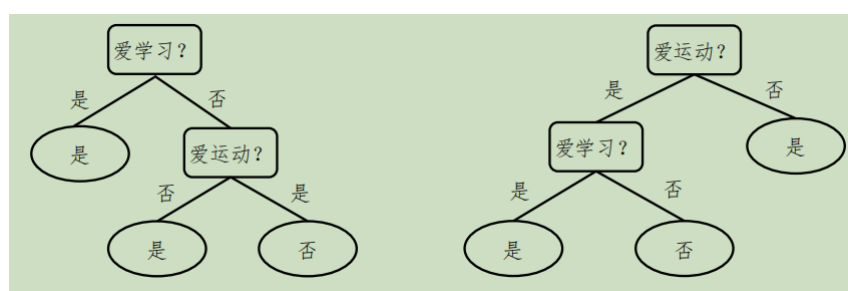 爱学习？ 爱运动？
是 否 是 否
是 爱运动？ 爱学习？ 是
否 是 是 否
是 否 是 否